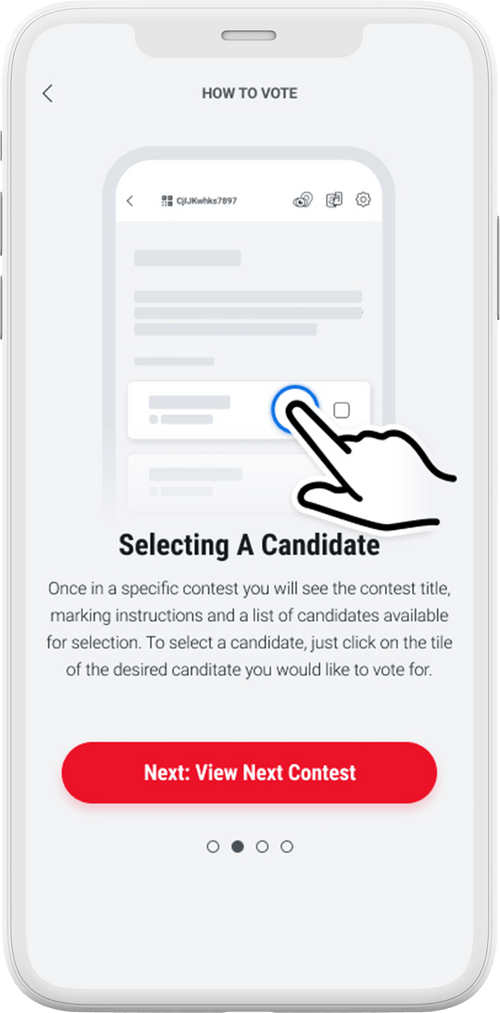 HOW TO VOTE
CjIJKwhks7897
Selecting A Candidate
Once in a specific contest you will see the contest title,
marking instructions and a list of candidates available
for selection. To select a candidate, just click on the tile
of the desired canditate you would like to vote for.
Next: View Next Contest